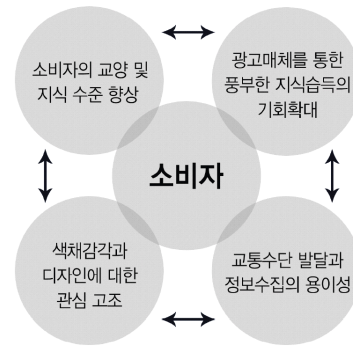 소비자의 교양 및
지식 수준 향상
광고매체를 통한
풍부한 지식습득의
기회확대
소비자
색채감각과
디자인에 대한
관심 고조
교통수단 발달과
정보수집의 용이성